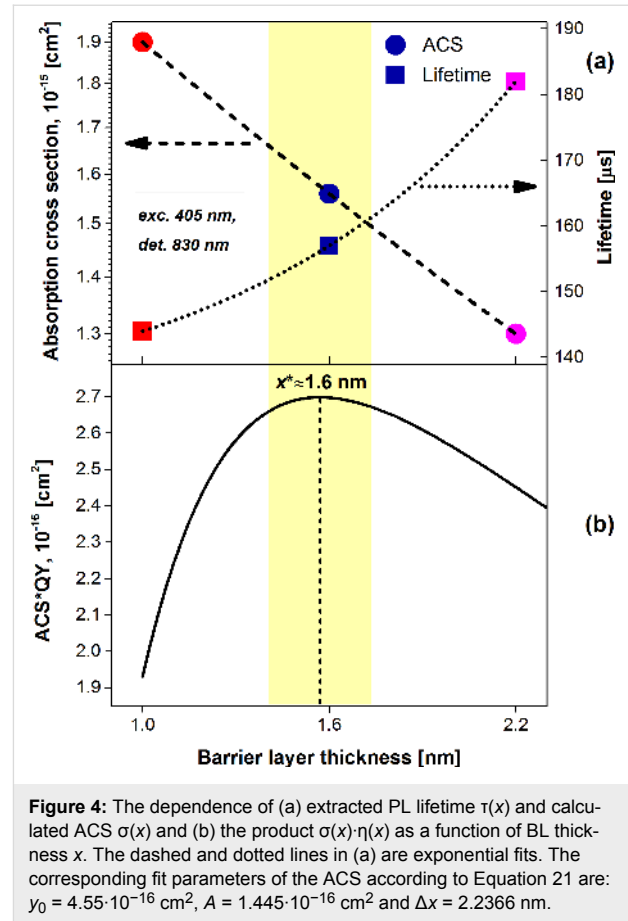 Absorption cross section, 10⁻¹⁵ [cm²]
1.9
1.8
1.7
1.6
1.5
1.4
1.3
ACS
Lifetime
(a)
exc. 405 nm,
det. 830 nm
190
180
170
160
150
140
Lifetime [µs]
x*≈1.6 nm
ACS*QY, 10⁻¹⁶ [cm²]
2.7
2.6
2.5
2.4
2.3
2.2
2.1
2.0
1.9
(b)
1.0
1.6
2.2
Barrier layer thickness [nm]
Figure 4: The dependence of (a) extracted PL lifetime τ(x) and calcu-
lated ACS σ(x) and (b) the product σ(x)·η(x) as a function of BL thick-
ness x. The dashed and dotted lines in (a) are exponential fits. The
corresponding fit parameters of the ACS according to Equation 21 are:
y₀ = 4.55·10⁻¹⁶ cm², A = 1.445·10⁻¹⁶ cm² and Δx = 2.2366 nm.